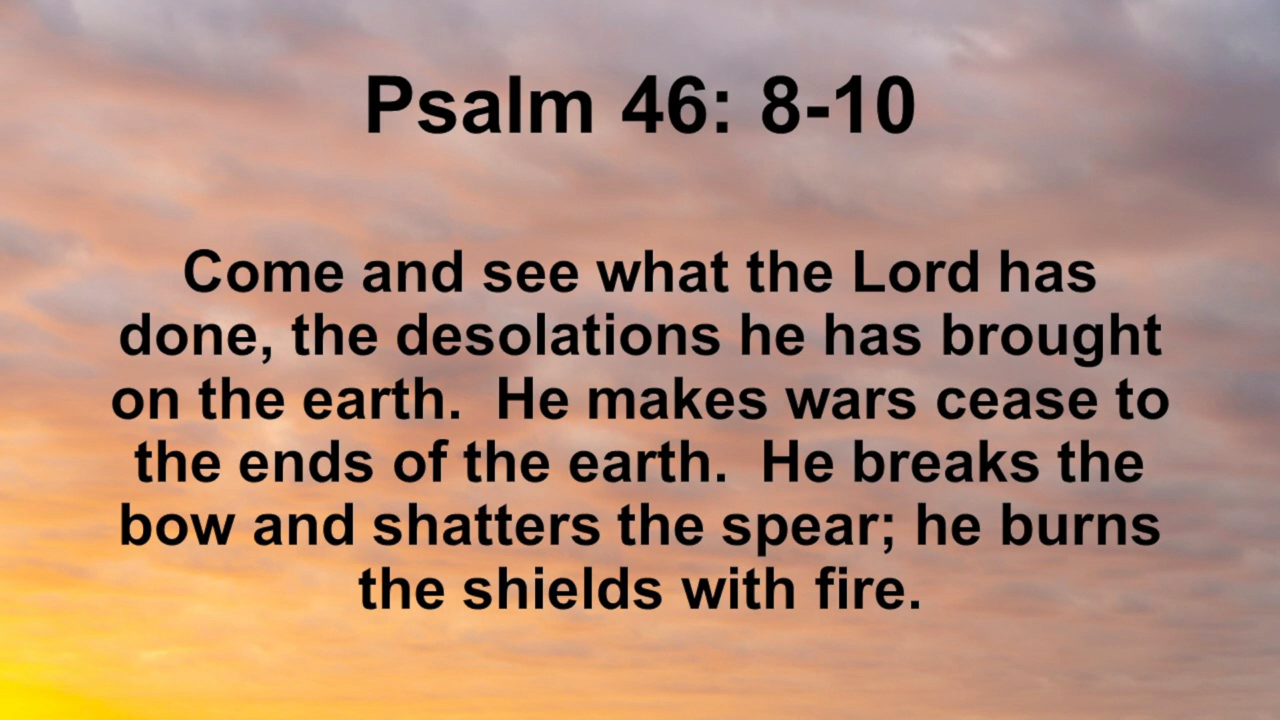 Psalm 46: 8-10
Come and see what the Lord has
done, the desolations he has brought
on the earth.  He makes wars cease to
the ends of the earth.  He breaks the
bow and shatters the spear; he burns
the shields with fire.